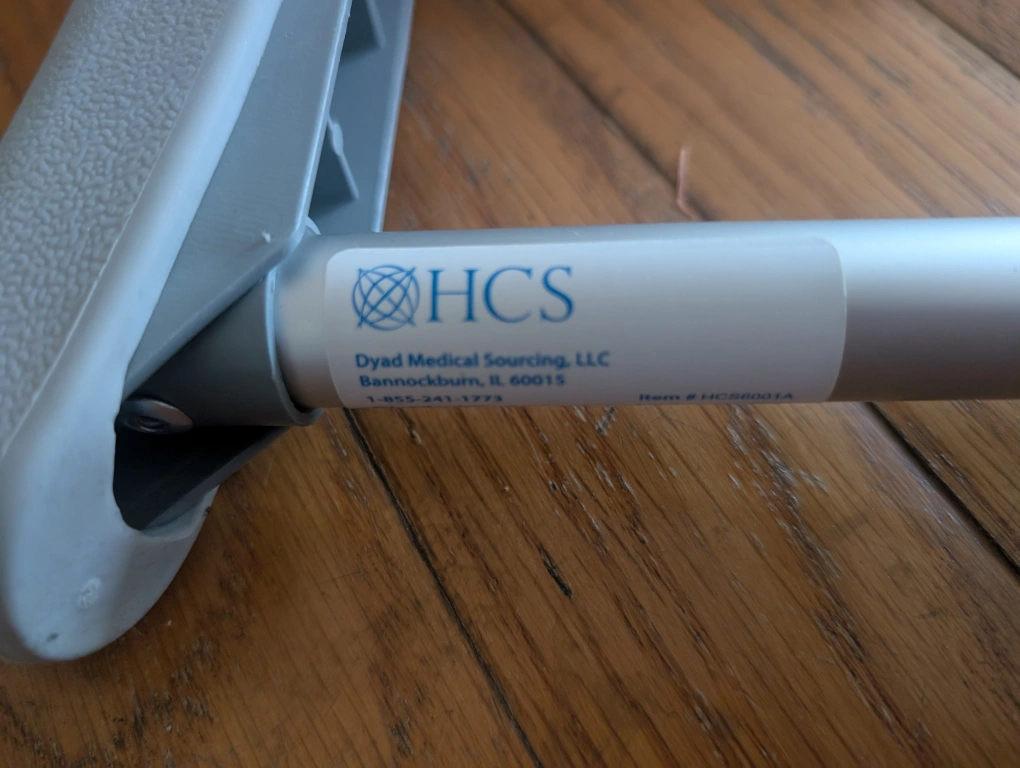 HCS
Dyad Medical Sourcing, LLC
Bannockburn, IL 60015
1-855-241-1773
Item # HCS6001A